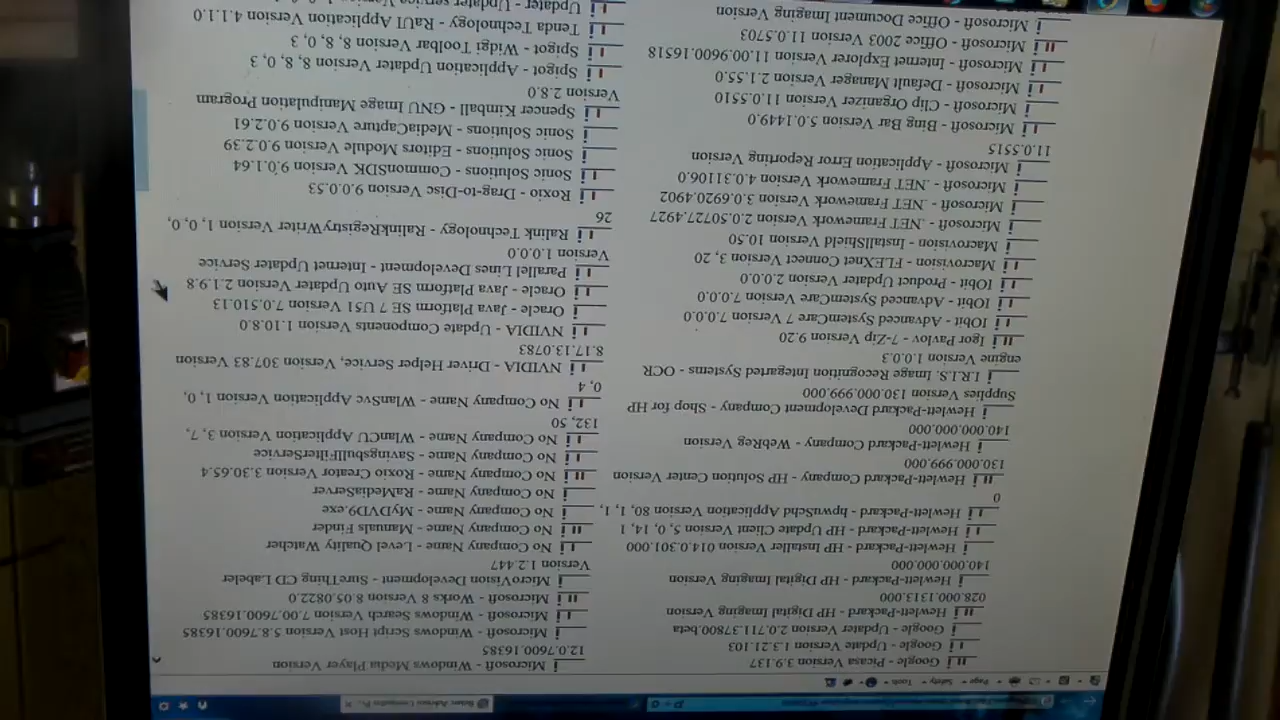 Belarc Advisor Computer Pr...
Page Safety Tools
Google - Picasa Version 3.9.137
Google - Update Version 1.3.21.103
Google - Updater Version 2.0.711.37800.beta
Hewlett-Packard - HP Digital Imaging Version
028.000.1313.000
Hewlett-Packard - HP Digital Imaging Version
140.000.000.000
Hewlett-Packard - HP Installer Version 014.0.301.000
Hewlett-Packard - HP Update Client Version 5, 0, 14, 1
Hewlett-Packard - hpwuSchd Application Version 80, 1, 1,
0
Hewlett-Packard Company - HP Solution Center Version
130.000.999.000
Hewlett-Packard Company - WebReg Version
140.000.000.000
Hewlett-Packard Development Company - Shop for HP
Supplies Version 130.000.999.000
I.R.I.S. Image Recognition Integarted Systems - OCR
engine Version 1.0.0.3
Igor Pavlov - 7-Zip Version 9.20
IObit - Advanced SystemCare 7 Version 7.0.0.0
IObit - Advanced SystemCare Version 7.0.0.0
IObit - Product Updater Version 2.0.0.0
Macrovision - FLEXnet Connect Version 3, 20
Macrovision - InstallShield Version 10.50
Microsoft - .NET Framework Version 2.0.50727.4927
Microsoft - .NET Framework Version 3.0.6920.4902
Microsoft - .NET Framework Version 4.0.31106.0
Microsoft - Application Error Reporting Version
11.0.5515
Microsoft - Bing Bar Version 5.0.1449.0
Microsoft - Clip Organizer Version 11.0.5510
Microsoft - Default Manager Version 2.1.55.0
Microsoft - Internet Explorer Version 11.00.9600.16518
Microsoft - Office 2003 Version 11.0.5703
Microsoft - Office Document Imaging Version
Microsoft - Windows Media Player Version
12.0.7600.16385
Microsoft - Windows Script Host Version 5.8.7600.16385
Microsoft - Windows Search Version 7.00.7600.16385
Microsoft - Works 8 Version 8.05.0822.0
MicroVision Development - SureThing CD Labeler
Version 1.2.447
No Company Name - Level Quality Watcher
No Company Name - Manuals Finder
No Company Name - MyDVD9.exe
No Company Name - RaMediaServer
No Company Name - Roxio Creator Version 3.30.65.4
No Company Name - SavingsbullFilterService
No Company Name - WlanCU Application Version 3, 7,
132, 50
No Company Name - WlanSvc Application Version 1, 0,
0, 4
NVIDIA - Driver Helper Service, Version 307.83 Version
8.17.13.0783
NVIDIA - Update Components Version 1.10.8.0
Oracle - Java Platform SE 7 U51 Version 7.0.510.13
Oracle - Java Platform SE Auto Updater Version 2.1.9.8
Parallel Lines Development - Internet Updater Service
Version 1.0.0.0
Ralink Technology - RalinkRegistryWriter Version 1, 0, 0,
26
Roxio - Drag-to-Disc Version 9.0.0.53
Sonic Solutions - CommonSDK Version 9.0.1.64
Sonic Solutions - Editors Module Version 9.0.2.39
Sonic Solutions - MediaCapture Version 9.0.2.61
Spencer Kimball - GNU Image Manipulation Program
Version 2.8.0
Spigot - Application Updater Version 8, 8, 0, 3
Spigot - Widgi Toolbar Version 8, 8, 0, 3
Tenda Technology - RaUI Application Version 4.1.1.0
Updater - Updater service Version